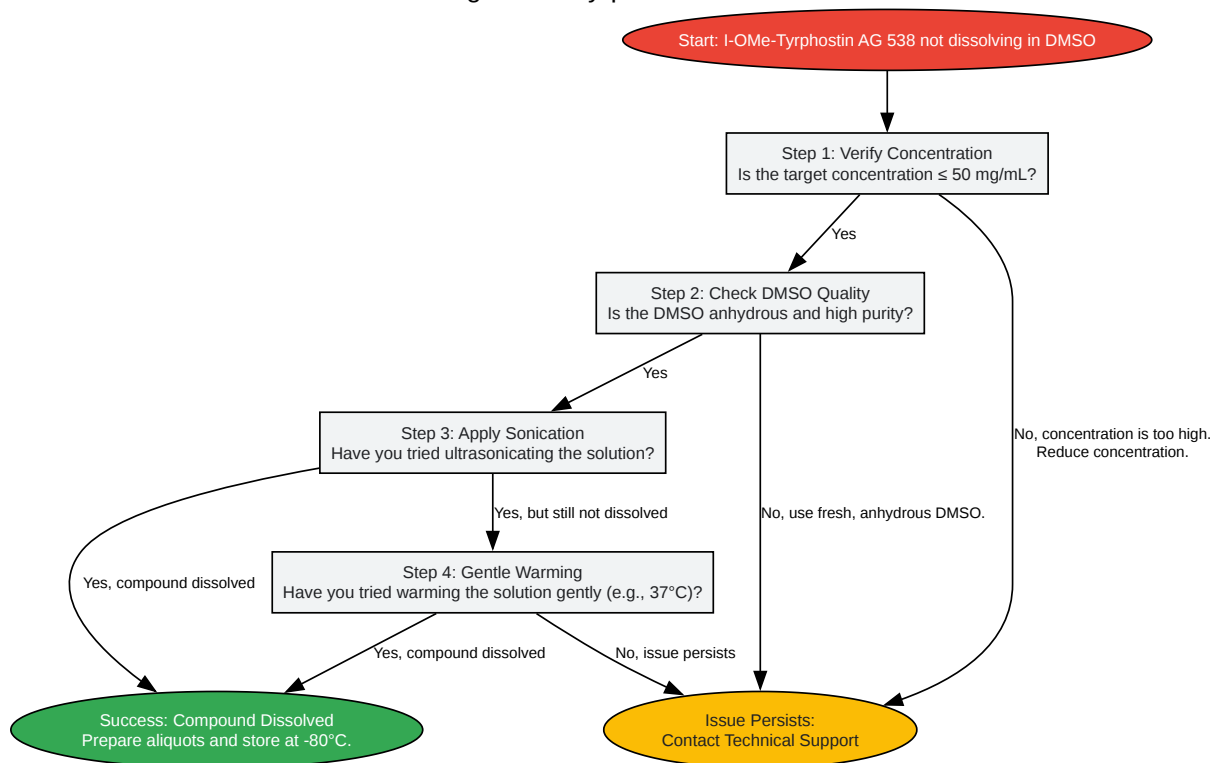 Start: I-OMe-Tyrphostin AG 538 not dissolving in DMSO
Step 1: Verify Concentration
Is the target concentration ≤ 50 mg/mL?
Yes
Step 2: Check DMSO Quality
Is the DMSO anhydrous and high purity?
Yes
Step 3: Apply Sonication
Have you tried ultrasonicating the solution?
No, concentration is too high.
Reduce concentration.
Yes, but still not dissolved
No, use fresh, anhydrous DMSO.
Step 4: Gentle Warming
Have you tried warming the solution gently (e.g., 37°C)?
Yes, compound dissolved
Yes, compound dissolved
No, issue persists
Success: Compound Dissolved
Prepare aliquots and store at -80°C.
Issue Persists:
Contact Technical Support